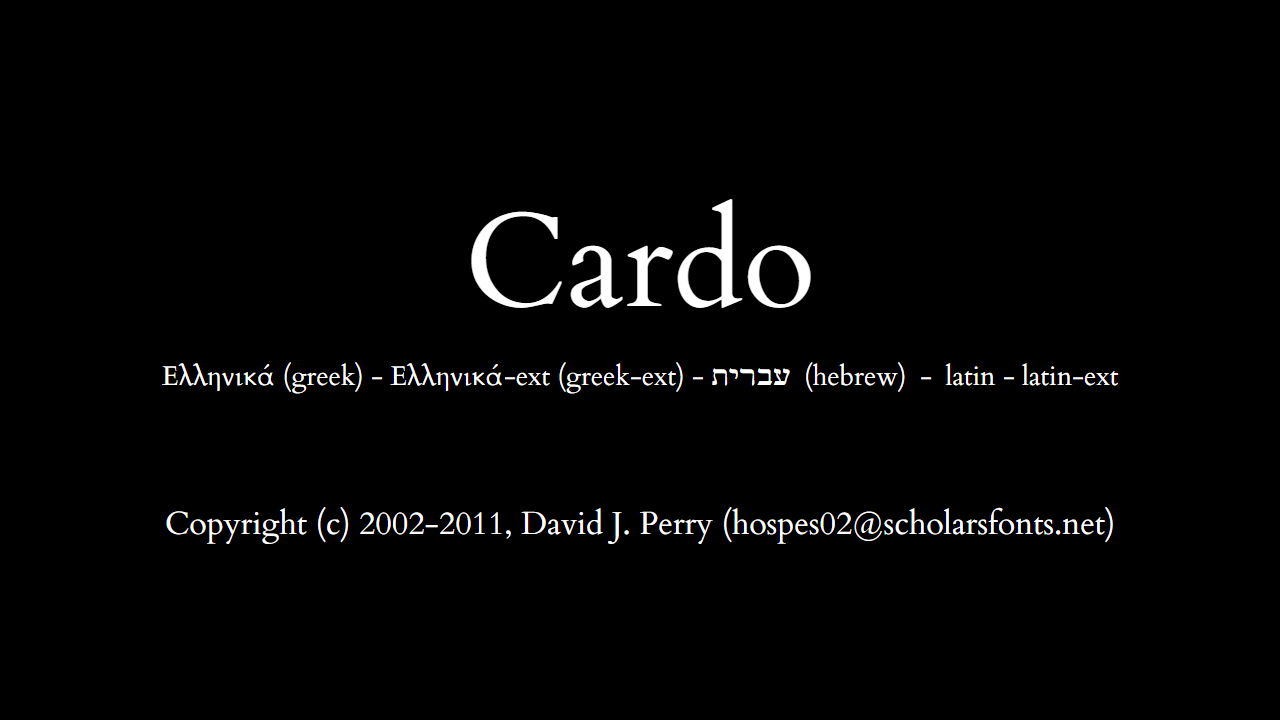 Cardo
Ελληνικά (greek) - Ελληνικά-ext (greek-ext) - עברית (hebrew) - latin - latin-ext
Copyright (c) 2002-2011, David J. Perry (hospes02@scholarsfonts.net)